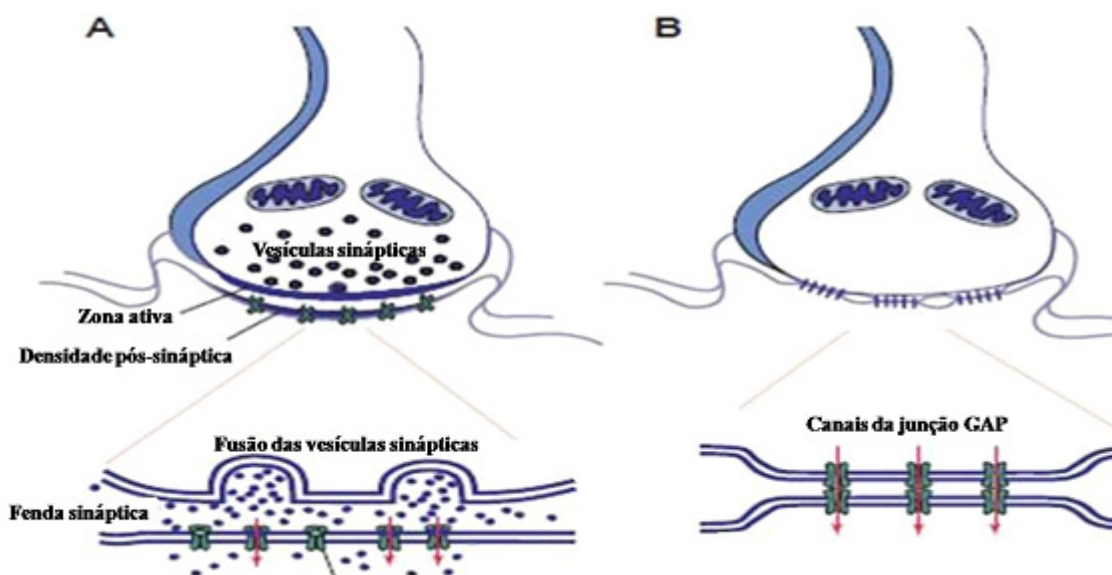 A
B
Vesículas sinápticas
Zona ativa
Densidade pós-sináptica
Fusão das vesículas sinápticas
Fenda sináptica
Canais da junção GAP